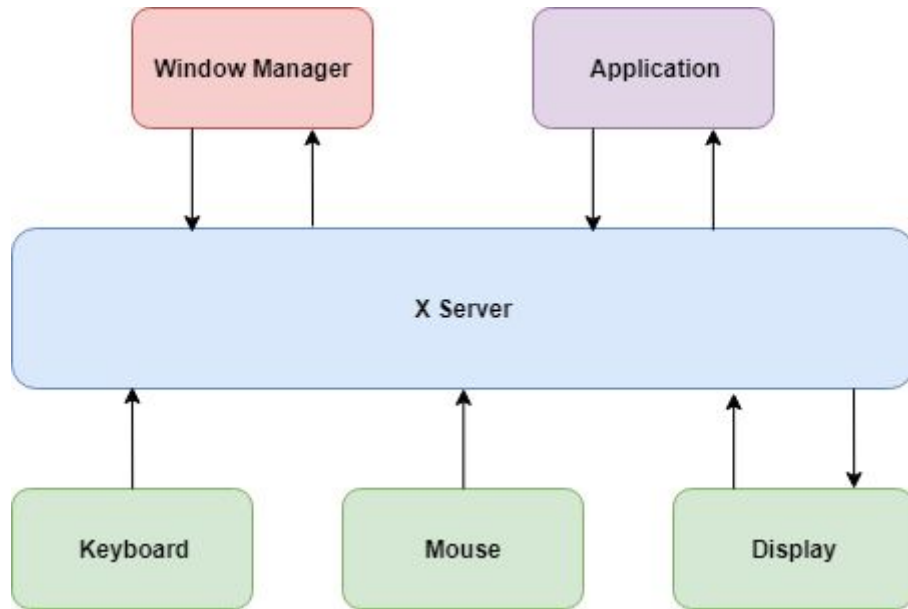 Window Manager
Application
X Server
Keyboard
Mouse
Display